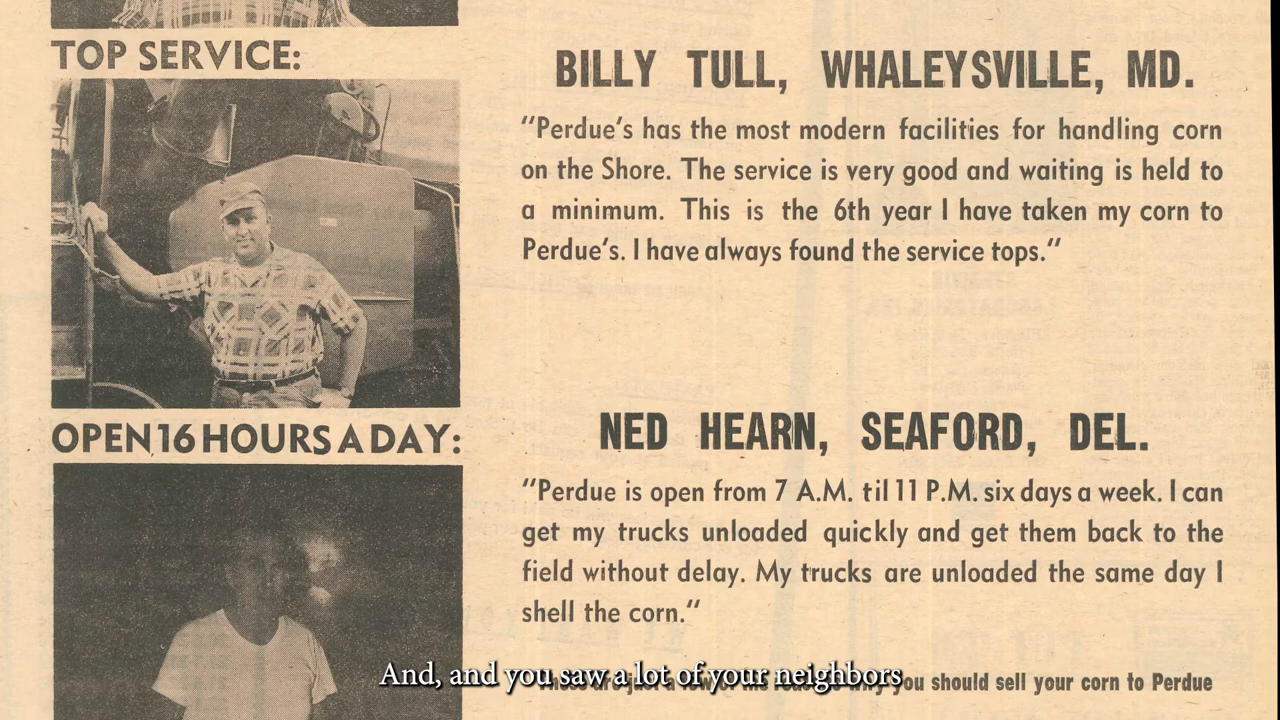 TOP SERVICE:
BILLY TULL, WHALEYSVILLE, MD.
"Perdue's has the most modern facilities for handling corn
on the Shore. The service is very good and waiting is held to
a minimum. This is the 6th year I have taken my corn to
Perdue's. I have always found the service tops."
OPEN 16 HOURS A DAY:
NED HEARN, SEAFORD, DEL.
"Perdue is open from 7 A.M. til 11 P.M. six days a week. I can
get my trucks unloaded quickly and get them back to the
field without delay. My trucks are unloaded the same day I
shell the corn."
you should sell your corn to Perdue
And, and you saw a lot of your neighbors